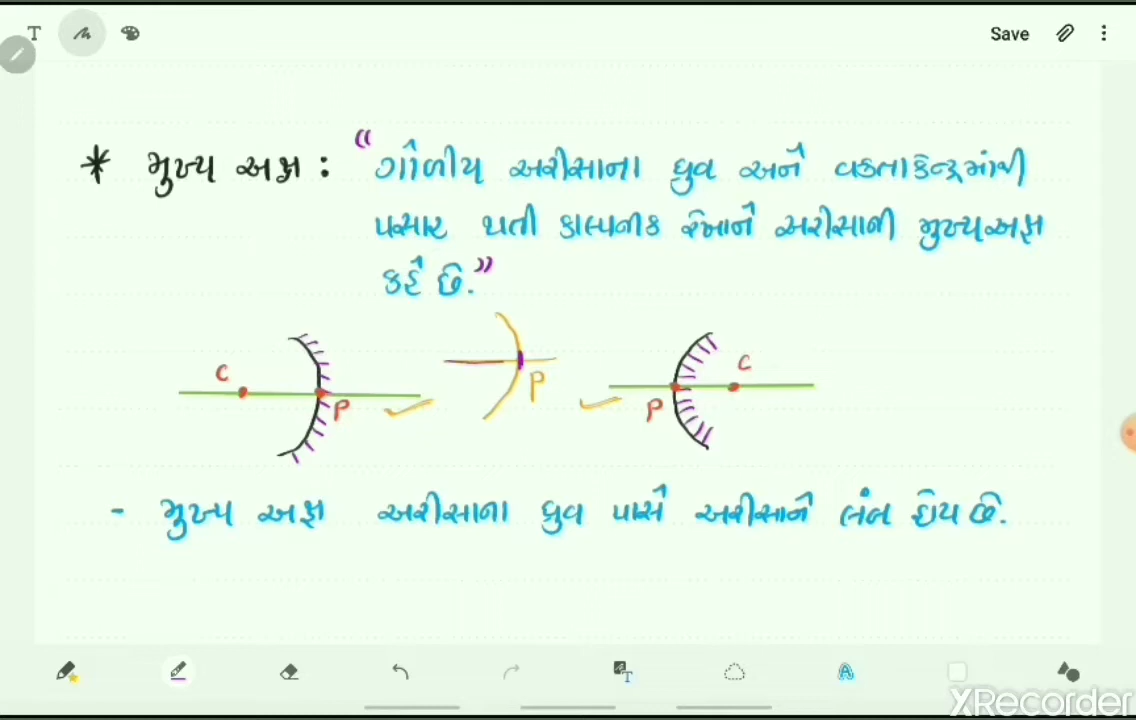 T
Save
* મુખ્ય અક્ષ : “ગોળીય અરીસાના ધ્રુવ અને વક્રતાકેન્દ્રમાંથી
પસાર થતી કાલ્પનીક રેખાને અરીસાની મુખ્યઅક્ષ
કહે છે.”
C P P P C
- મુખ્ય અક્ષ અરીસાના ધ્રુવ પાસે અરીસાને લંબ હોય છે.
XRecorder